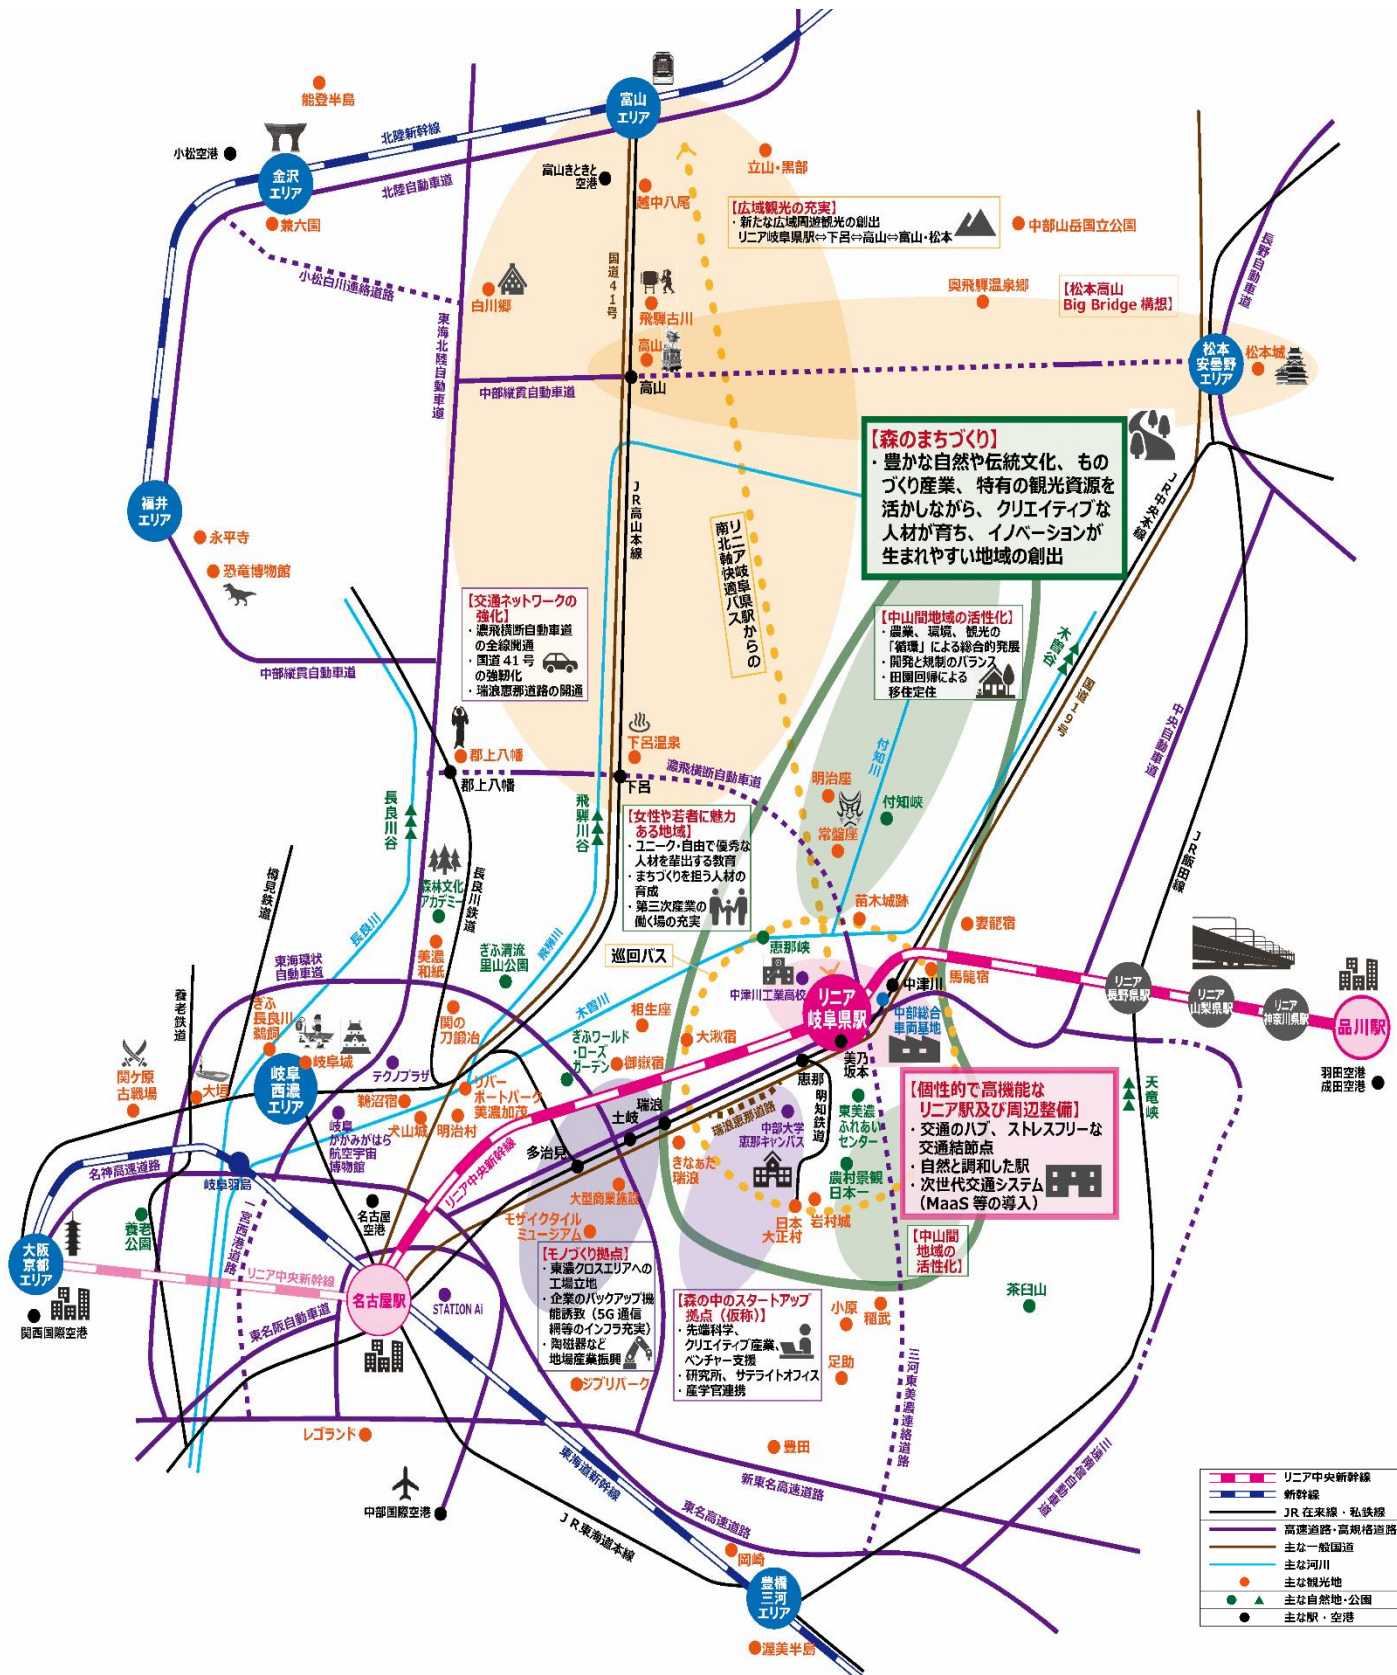 富山
エリア
能登半島
北陸新幹線
小松空港
金沢
エリア
北陸自動車道
富山きときと
空港
越中八尾
立山・黒部
【広域観光の充実】
・新たな広域周遊観光の創出
リニア岐阜県駅⇔下呂⇔高山⇔富山・松本
中部山岳国立公園
長野自動車道
兼六園
小松白川連絡道路
国道41号
白川郷
飛騨古川
奥飛騨温泉郷
【松本高山
Big Bridge 構想】
東海北陸自動車道
高山
高山
中部縦貫自動車道
松本
安曇野
エリア
松本城
【森のまちづくり】
・豊かな自然や伝統文化、もの
づくり産業、特有の観光資源を
活かしながら、クリエイティブな
人材が育ち、イノベーションが
生まれやすい地域の創出
JR中央本線
福井
エリア
永平寺
恐竜博物館
JR高山本線
リニア岐阜県駅からの
南北軸快適バス
【交通ネットワークの
強化】
・濃飛横断自動車道
の全線開通
・国道41号
の強靭化
・瑞浪恵那道路の開通
【中山間地域の活性化】
・農業、環境、観光の
「循環」による総合的発展
・開発と規制のバランス
・田園回帰による
移住定住
木曽谷
国道19号
中部縦貫自動車道
中央自動車道
郡上八幡
郡上八幡
下呂温泉
下呂
濃飛横断自動車道
付知川
明治座
付知峡
常盤座
長良川谷
飛騨川谷
【女性や若者に魅力
ある地域】
・ユニーク・自由で優秀な
人材を輩出する教育
・まちづくりを担う人材の
育成
・第三次産業の
働く場の充実
JR飯田線
樽見鉄道
森林文化
アカデミー
長良川鉄道
苗木城跡
妻籠宿
長良川
美濃
和紙
ぎふ清流
里山公園
飛騨川
巡回バス
恵那峡
東海環状
自動車道
中津川工業高校
中津川
馬籠宿
リニア
岐阜県駅
中部総合
車両基地
リニア
長野県駅
リニア
山梨県駅
リニア
神奈川県駅
品川駅
羽田空港
成田空港
養老鉄道
ぎふ
長良川
鵜飼
岐阜城
関の
刀鍛冶
木曽川
相生座
大湫宿
美乃
坂本
恵那
関ケ原
古戦場
大垣
岐阜
西濃
エリア
テクノプラザ
鵜沼宿
犬山城
明治村
リバー
ポートパーク
美濃加茂
ぎふワールド
・ローズ
ガーデン
御嵩宿
瑞浪
土岐
瑞浪恵那道路
中部大学
恵那キャンパス
明知鉄道
東美濃
ふれあい
センター
【個性的で高機能な
リニア駅及び周辺整備】
・交通のハブ、ストレスフリーな
交通結節点
・自然と調和した駅
・次世代交通システム
(MaaS 等の導入)
天竜峡
岐阜
かかみがはら
航空宇宙
博物館
名神高速道路
岐阜羽島
リニア中央新幹線
多治見
きなぁた
瑞浪
農村景観
日本一
養老
公園
一宮西港道路
名古屋
空港
大型商業施設
モザイクタイル
ミュージアム
日本
大正村
岩村城
【中山間
地域の
活性化】
大阪
京都
エリア
リニア中央新幹線
関西国際空港
名古屋駅
STATION Ai
【モノづくり拠点】
・東濃クロスエリアへの
工場立地
・企業のバックアップ機
能誘致（5G 通信
網等のインフラ充実）
・陶磁器など
地場産業振興
【森の中のスタートアップ
拠点（仮称）】
・先端科学、
クリエイティブ産業、
ベンチャー支援
・研究所、サテライトオフィス
・産学官連携
小原
稲武
足助
茶臼山
東名阪自動車道
ジブリパーク
三河東美濃連絡道路
レゴランド
豊田
新東名高速道路
三遠南信自動車道
東海道新幹線
中部国際空港
東名高速道路
JR東海道本線
岡崎
豊橋
三河
エリア
渥美半島
リニア中央新幹線
新幹線
JR 在来線・私鉄線
高速道路・高規格道路
主な一般国道
主な河川
主な観光地
主な自然地・公園
主な駅・空港